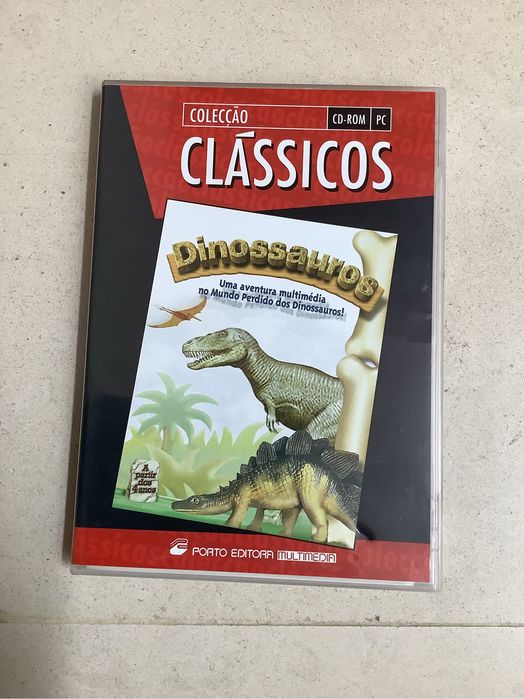 COLECÇÃO
CD-ROM PC
CLÁSSICOS
Dinossauros
Uma aventura multimédia
no Mundo Perdido dos Dinossauros!
A
partir dos
4 anos
PORTO EDITORA MULTIMEDIA